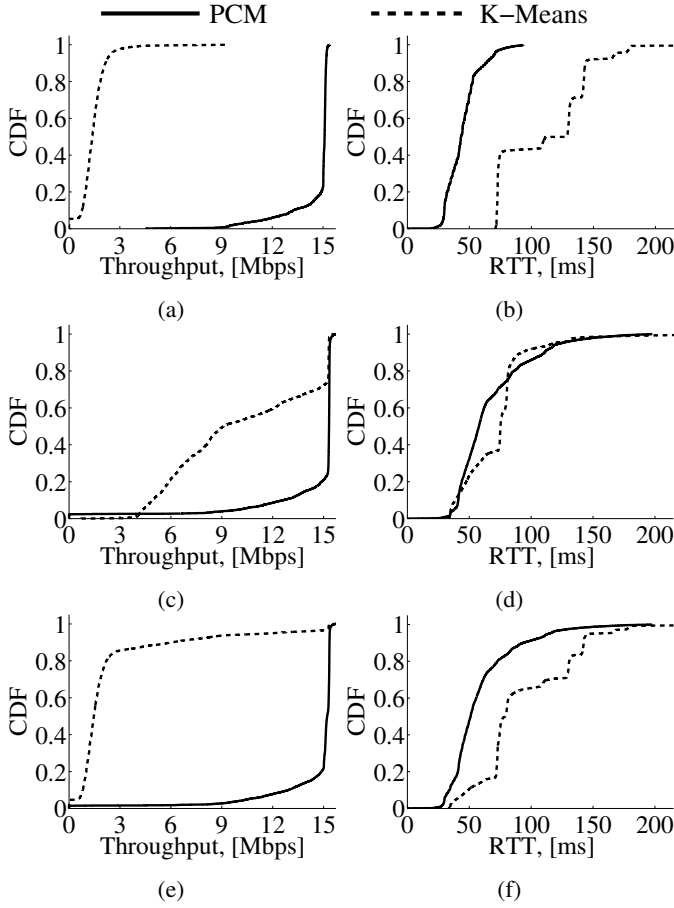 PCM K-Means
1
0.8
0.6
0.4
0.2
0
CDF
0 3 6 9 12 15
Throughput, [Mbps]
(a)
1
0.8
0.6
0.4
0.2
0
CDF
0 50 100 150 200
RTT, [ms]
(b)
1
0.8
0.6
0.4
0.2
0
CDF
0 3 6 9 12 15
Throughput, [Mbps]
(c)
1
0.8
0.6
0.4
0.2
0
CDF
0 50 100 150 200
RTT, [ms]
(d)
1
0.8
0.6
0.4
0.2
0
CDF
0 3 6 9 12 15
Throughput, [Mbps]
(e)
1
0.8
0.6
0.4
0.2
0
CDF
0 50 100 150 200
RTT, [ms]
(f)